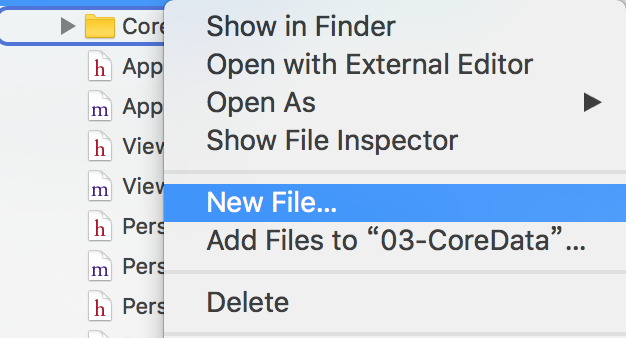 Core
Show in Finder
h App
Open with External Editor
m App
Open As
h View
Show File Inspector
m View
New File...
h Pers
Add Files to “03-CoreData”...
m Pers
h Pers
Delete